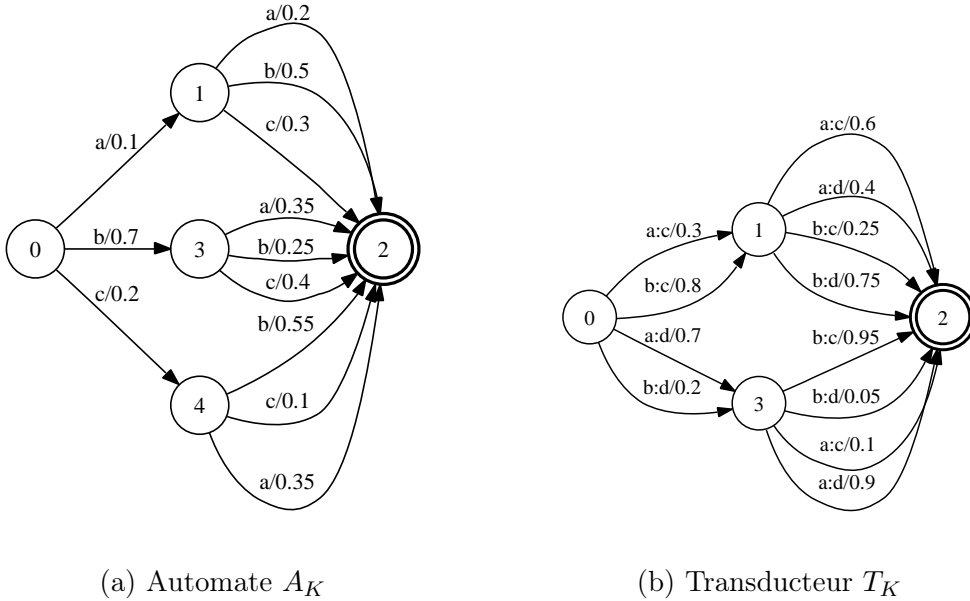 a/0.2
b/0.5
1
c/0.3
a/0.1
a/0.35
0
b/0.7
3
b/0.25
2
c/0.4
c/0.2
b/0.55
4
c/0.1
a/0.35
(a) Automate A_K
a:c/0.6
a:d/0.4
a:c/0.3
1
b:c/0.25
b:c/0.8
b:d/0.75
0
2
a:d/0.7
b:c/0.95
b:d/0.2
3
b:d/0.05
a:c/0.1
a:d/0.9
(b) Transducteur T_K